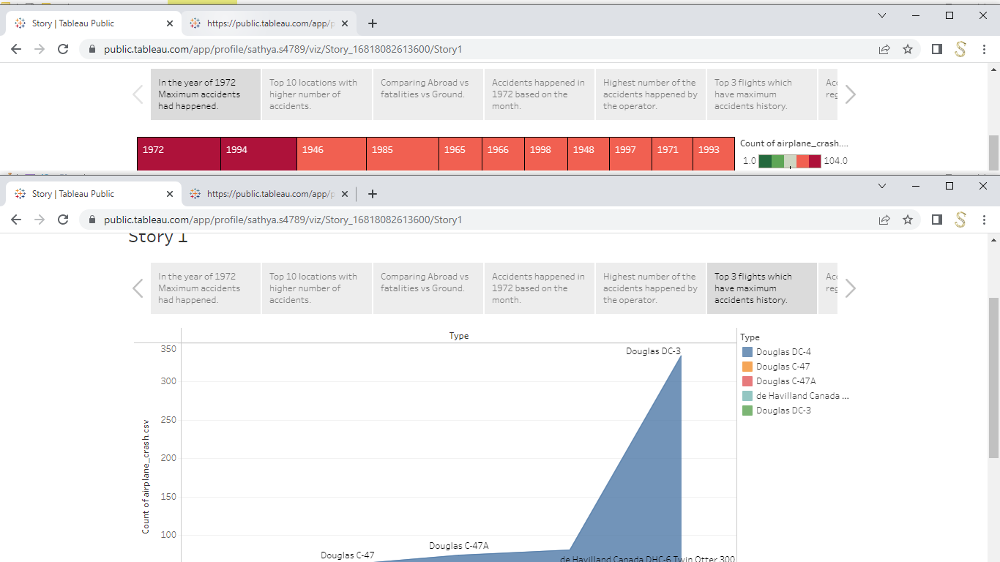 Story | Tableau Public
https://public.tableau.com/app/p
public.tableau.com/app/profile/sathya.s4789/viz/Story_16818082613600/Story1
In the year of 1972
Maximum accidents
had happened.
Top 10 locations with
higher number of
accidents.
Comparing Abroad vs
fatalities vs Ground.
Accidents happened in
1972 based on the
month.
Highest number of the
accidents happened by
the operator.
Top 3 flights which
have maximum
accidents history.
Acc
reg
1972
1994
1946
1985
1965
1966
1998
1948
1997
1971
1993
Count of airplane_crash....
1.0
104.0
Story | Tableau Public
https://public.tableau.com/app/p
public.tableau.com/app/profile/sathya.s4789/viz/Story_16818082613600/Story1
Story 1
In the year of 1972
Maximum accidents
had happened.
Top 10 locations with
higher number of
accidents.
Comparing Abroad vs
fatalities vs Ground.
Accidents happened in
1972 based on the
month.
Highest number of the
accidents happened by
the operator.
Top 3 flights which
have maximum
accidents history.
Acc
reg
Type
350
300
250
200
150
100
Count of airplane_crash.csv
Douglas DC-3
Douglas C-47A
Douglas C-47
de Havilland Canada DHC-6 Twin Otter 300
Type
Douglas DC-4
Douglas C-47
Douglas C-47A
de Havilland Canada ...
Douglas DC-3